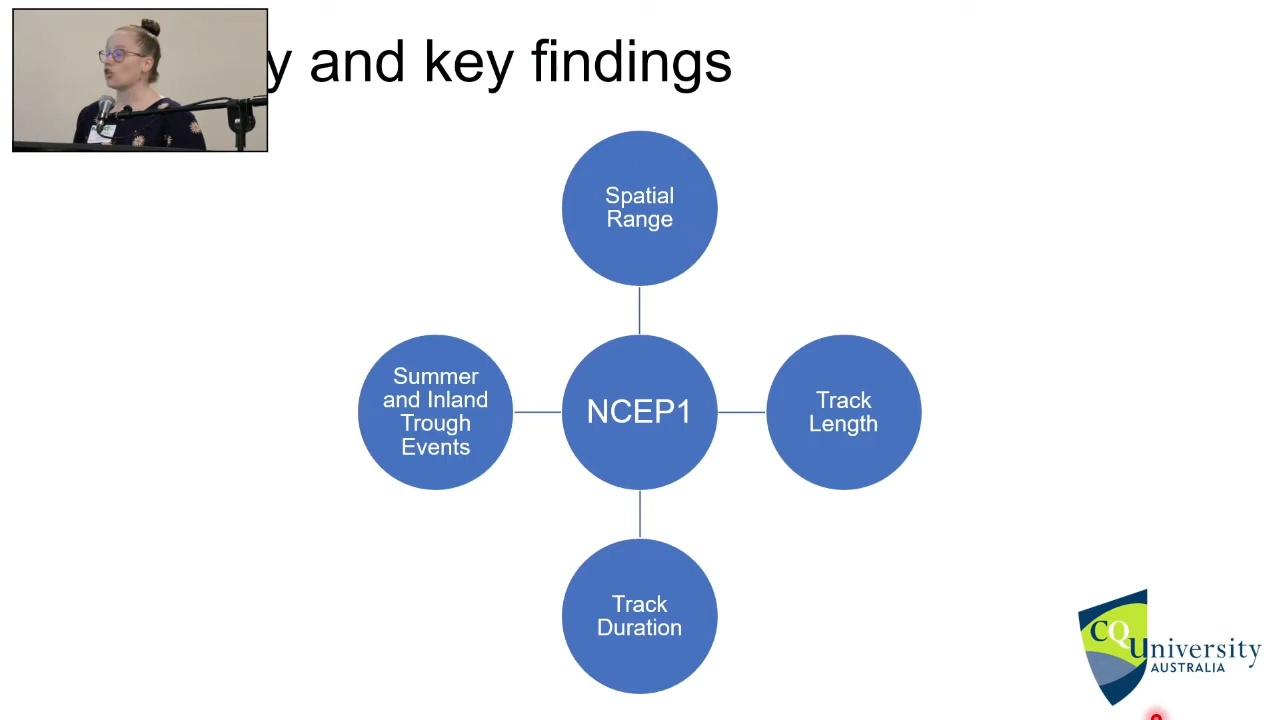 y and key findings
Spatial
Range
Summer
and Inland
Trough
Events
NCEP1
Track
Length
Track
Duration
CQUniversity
AUSTRALIA